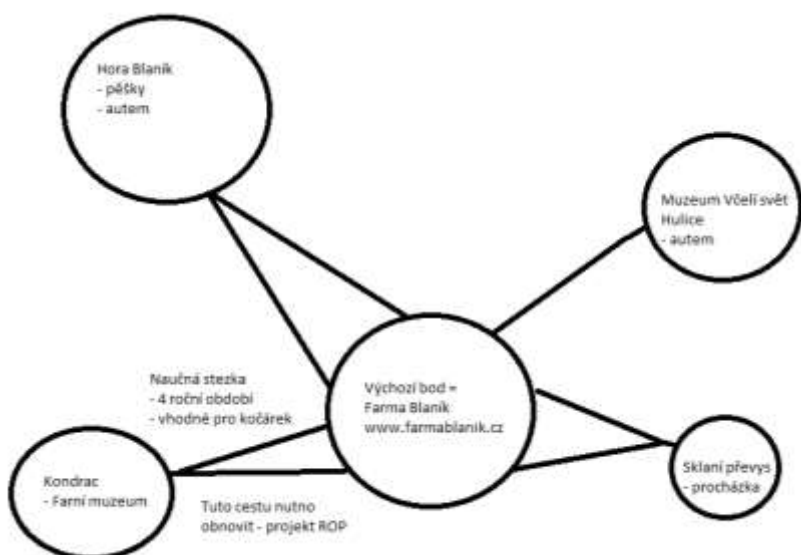 Hora Blaník
- pěšky
- autem
Muzeum Včelí svět
Hulice
- autem
Naučná stezka
- 4 roční období
- vhodné pro kočárek
Výchozí bod =
Farma Blaník
www.farmablanik.cz
Kondrac
- Farní muzeum
Sklaní převys
- procházka
Tuto cestu nutno
obnovit - projekt ROP